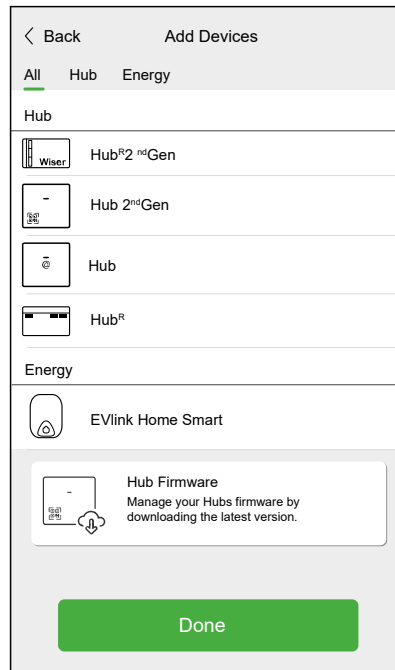 Back Add Devices
All Hub Energy
Hub
Wiser
Hubᴿ2 ⁿᵈGen
Hub 2ⁿᵈGen
@
Hub
Hubᴿ
Energy
EVlink Home Smart
Hub Firmware
Manage your Hubs firmware by
downloading the latest version.
Done